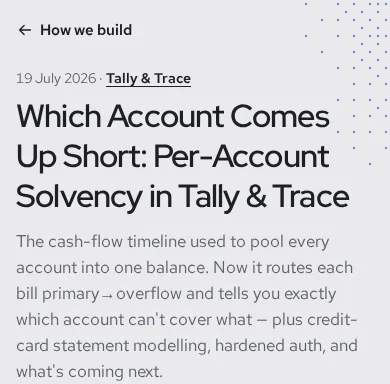 ← How we build
19 July 2026 · Tally & Trace
Which Account Comes
Up Short: Per-Account
Solvency in Tally & Trace
The cash-flow timeline used to pool every
account into one balance. Now it routes each
bill primary→overflow and tells you exactly
which account can't cover what — plus credit-
card statement modelling, hardened auth, and
what's coming next.